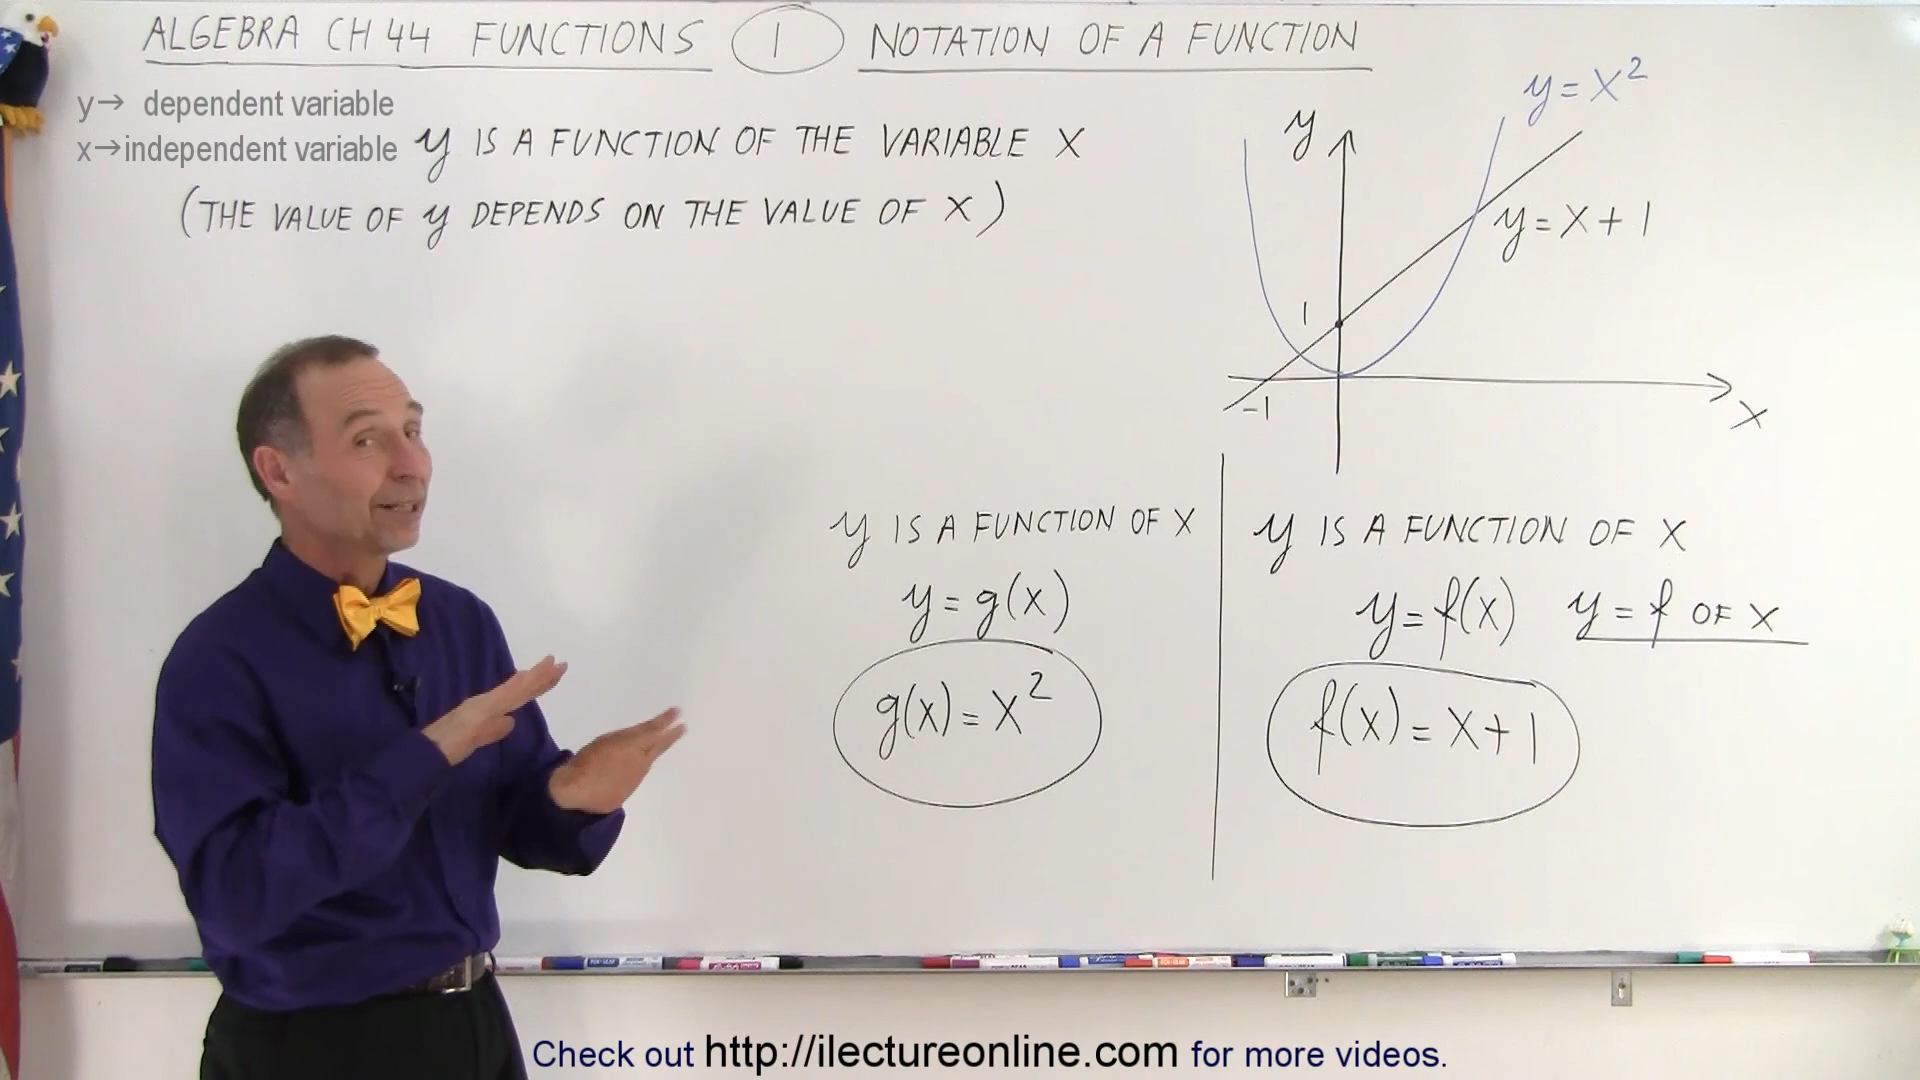 ALGEBRA CH 44 FUNCTIONS 1 NOTATION OF A FUNCTION
y→ dependent variable
x→independent variable
y IS A FUNCTION OF THE VARIABLE X
(THE VALUE OF y DEPENDS ON THE VALUE OF X)
y = x²
y
y = x + 1
1
-1
x
y IS A FUNCTION OF X
y = g(x)
g(x) = x²
y IS A FUNCTION OF X
y = f(x) y = f OF X
f(x) = x + 1
Check out http://ilectureonline.com for more videos.